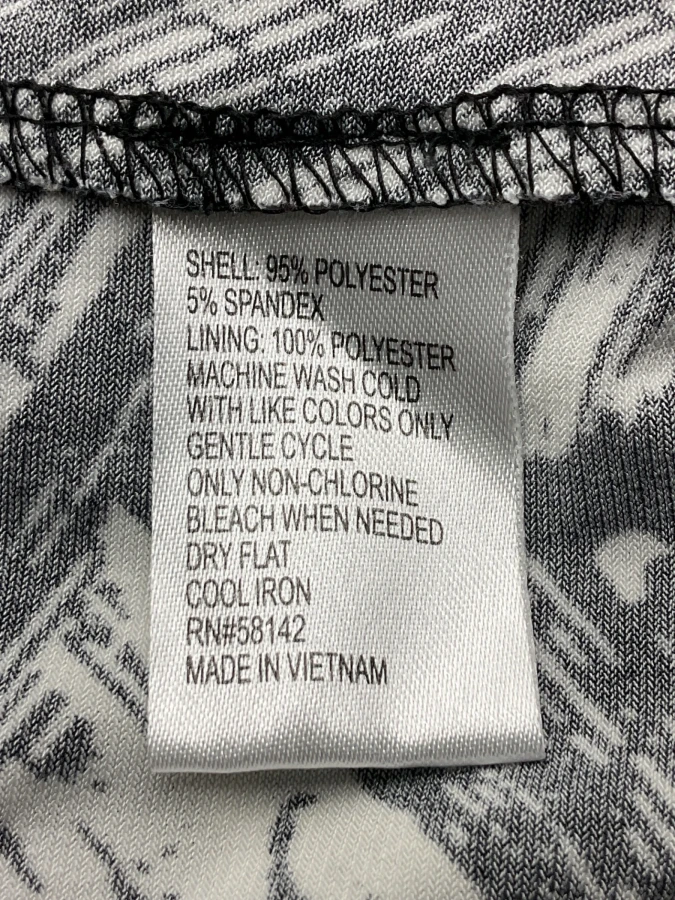 SHELL: 95% POLYESTER
5% SPANDEX
LINING: 100% POLYESTER
MACHINE WASH COLD
WITH LIKE COLORS ONLY
GENTLE CYCLE
ONLY NON-CHLORINE
BLEACH WHEN NEEDED
DRY FLAT
COOL IRON
RN#58142
MADE IN VIETNAM